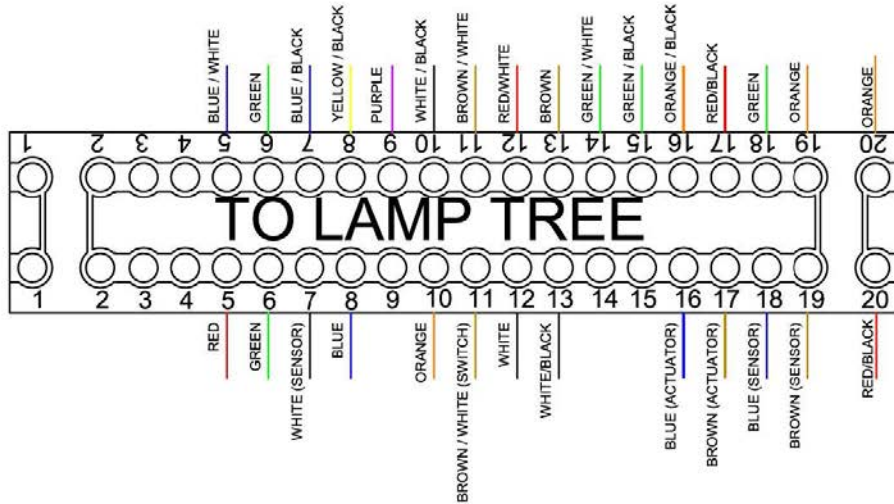 BLUE / WHITE
GREEN
BLUE / BLACK
YELLOW / BLACK
PURPLE
WHITE / BLACK
BROWN / WHITE
RED/WHITE
BROWN
GREEN / WHITE
GREEN / BLACK
ORANGE / BLACK
RED/BLACK
GREEN
ORANGE
ORANGE
1 2 3 4 5 6 7 8 9 10 11 12 13 14 15 16 17 18 19 20
TO LAMP TREE
1 2 3 4 5 6 7 8 9 10 11 12 13 14 15 16 17 18 19 20
RED
GREEN
WHITE (SENSOR)
BLUE
ORANGE
BROWN / WHITE (SWITCH)
WHITE
WHITE/BLACK
BLUE (ACTUATOR)
BROWN (ACTUATOR)
BLUE (SENSOR)
BROWN (SENSOR)
RED/BLACK